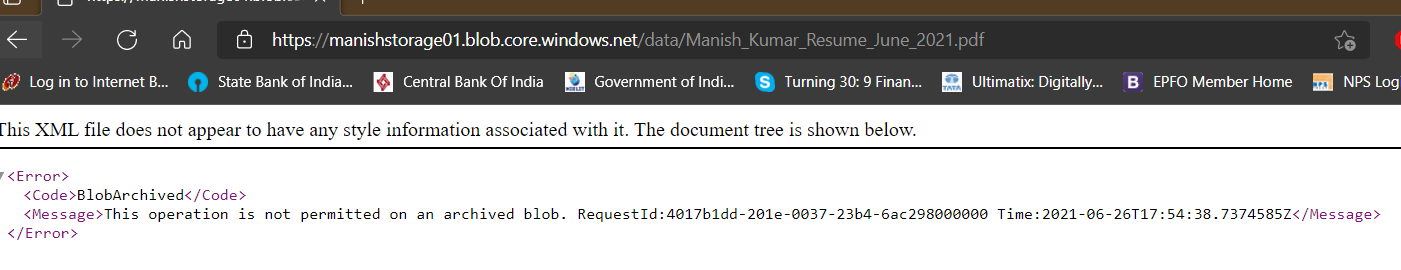 https://manishstorage01.blob.core.windows.net/data/Manish_Kumar_Resume_June_2021.pdf
Log in to Internet B... State Bank of India... Central Bank Of India Government of Indi... Turning 30: 9 Finan... Ultimatix: Digitally... EPFO Member Home NPS Log
This XML file does not appear to have any style information associated with it. The document tree is shown below.
<Error>
<Code>BlobArchived</Code>
<Message>This operation is not permitted on an archived blob. RequestId:4017b1dd-201e-0037-23b4-6ac298000000 Time:2021-06-26T17:54:38.7374585Z</Message>
</Error>